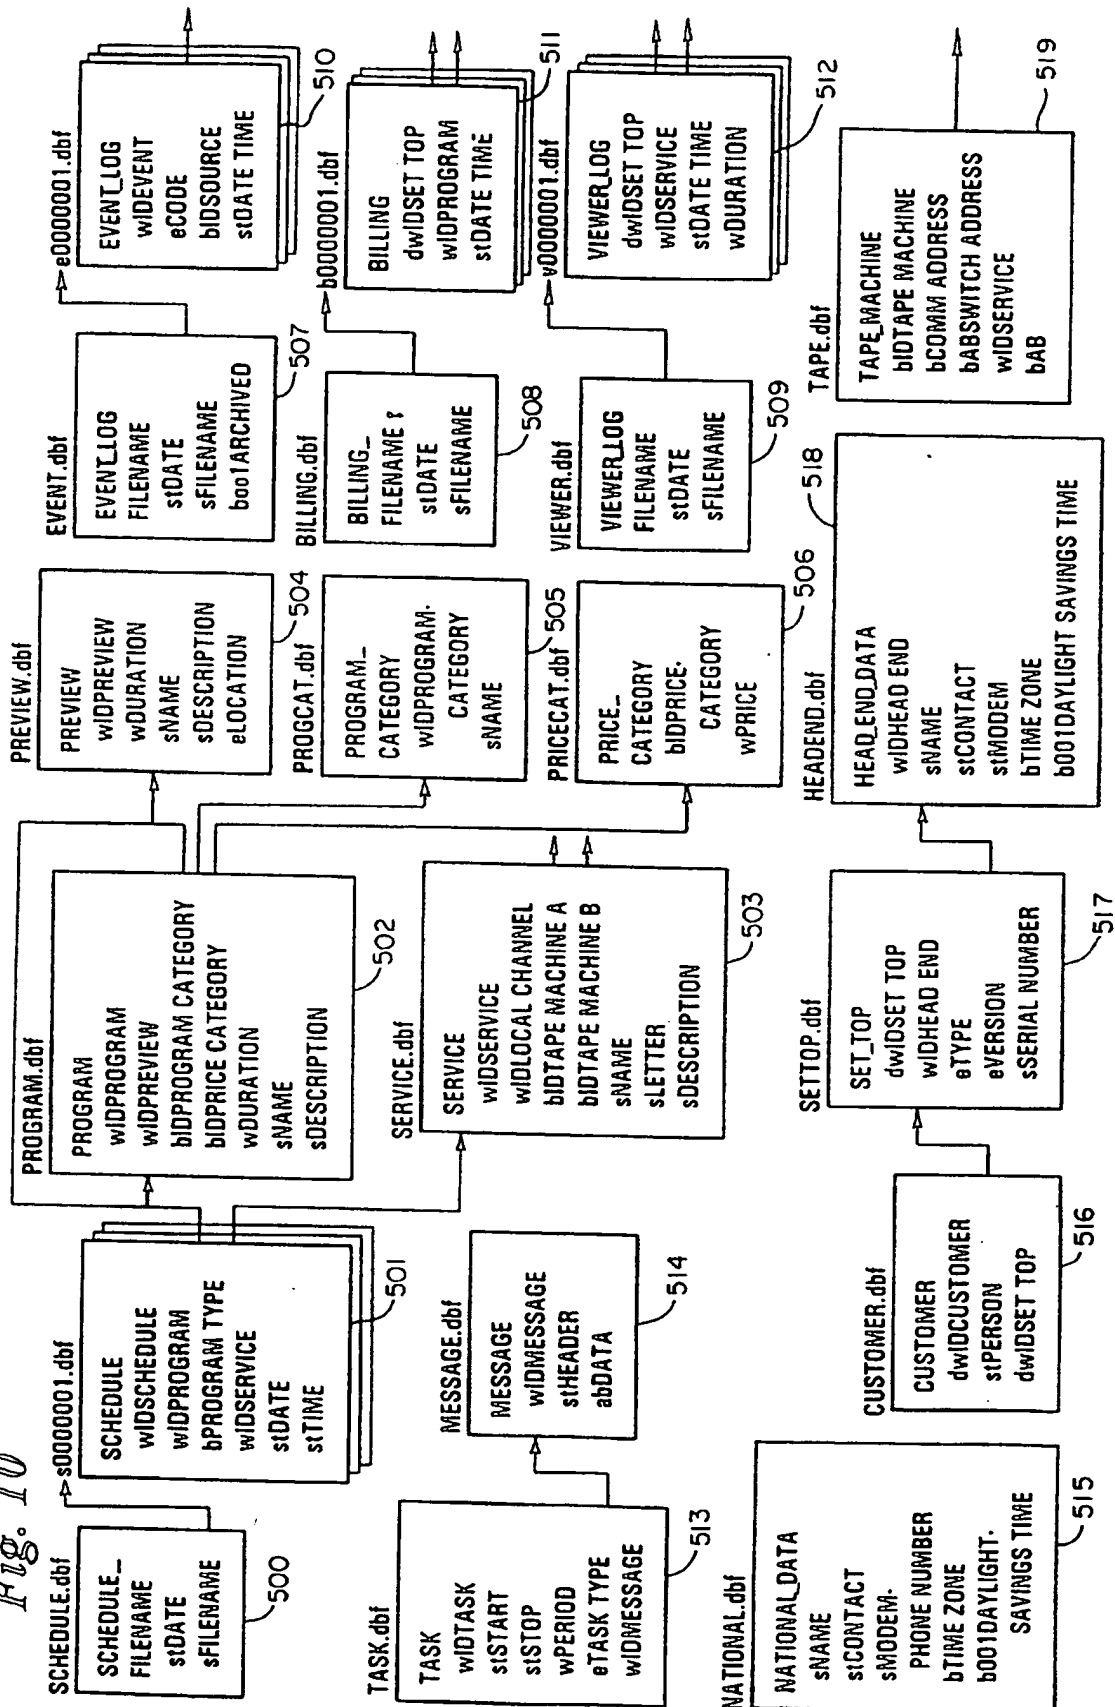 Fig. 10
SCHEDULE.dbf
SCHEDULE_
FILENAME
stDATE
sFILENAME
500
s0000001.dbf
SCHEDULE
wIDSCHEDULE
wIDPROGRAM
bPROGRAM TYPE
wIDSERVICE
stDATE
stTIME
501
PROGRAM.dbf
PROGRAM
wIDPROGRAM
wIDPREVIEW
bIDPROGRAM CATEGORY
bIDPRICE CATEGORY
wDURATION
sNAME
sDESCRIPTION
502
SERVICE.dbf
SERVICE
wIDSERVICE
wIDLOCAL CHANNEL
bIDTAPE MACHINE A
bIDTAPE MACHINE B
sNAME
sLETTER
sDESCRIPTION
503
PREVIEW.dbf
PREVIEW
wIDPREVIEW
wDURATION
sNAME
sDESCRIPTION
eLOCATION
504
PROGCAT.dbf
PROGRAM_
CATEGORY
wIDPROGRAM-
CATEGORY
sNAME
505
PRICECAT.dbf
PRICE_
CATEGORY
bIDPRICE-
CATEGORY
wPRICE
506
EVENT.dbf
EVENT_LOG
FILENAME
stDATE
sFILENAME
boo1ARCHIVED
507
BILLING.dbf
BILLING_
FILENAME
stDATE
sFILENAME
508
VIEWER.dbf
VIEWER_LOG
FILENAME
stDATE
sFILENAME
509
e0000001.dbf
EVENT_LOG
wIDEVENT
eCODE
bIDSOURCE
stDATE TIME
510
b0000001.dbf
BILLING
dwIDSET TOP
wIDPROGRAM
stDATE TIME
511
v0000001.dbf
VIEWER_LOG
dwIDSET TOP
wIDSERVICE
stDATE TIME
wDURATION
512
TASK.dbf
TASK
wIDTASK
stSTART
stSTOP
wPERIOD
eTASK TYPE
wIDMESSAGE
513
MESSAGE.dbf
MESSAGE
wIDMESSAGE
stHEADER
abDATA
514
NATIONAL.dbf
NATIONAL_DATA
sNAME
stCONTACT
sMODEM-
PHONE NUMBER
bTIME ZONE
b001DAYLIGHT-
SAVINGS TIME
515
CUSTOMER.dbf
CUSTOMER
dwIDCUSTOMER
stPERSON
dwIDSET TOP
516
SETTOP.dbf
SET_TOP
dwIDSET TOP
wIDHEAD END
eTYPE
eVERSION
sSERIAL NUMBER
517
HEADEND.dbf
HEAD_END_DATA
wIDHEAD END
sNAME
stCONTACT
stMODEM
bTIME ZONE
b001DAYLIGHT SAVINGS TIME
518
TAPE.dbf
TAPE_MACHINE
bIDTAPE MACHINE
bCOMM ADDRESS
bABSWITCH ADDRESS
wIDSERVICE
bAB
519